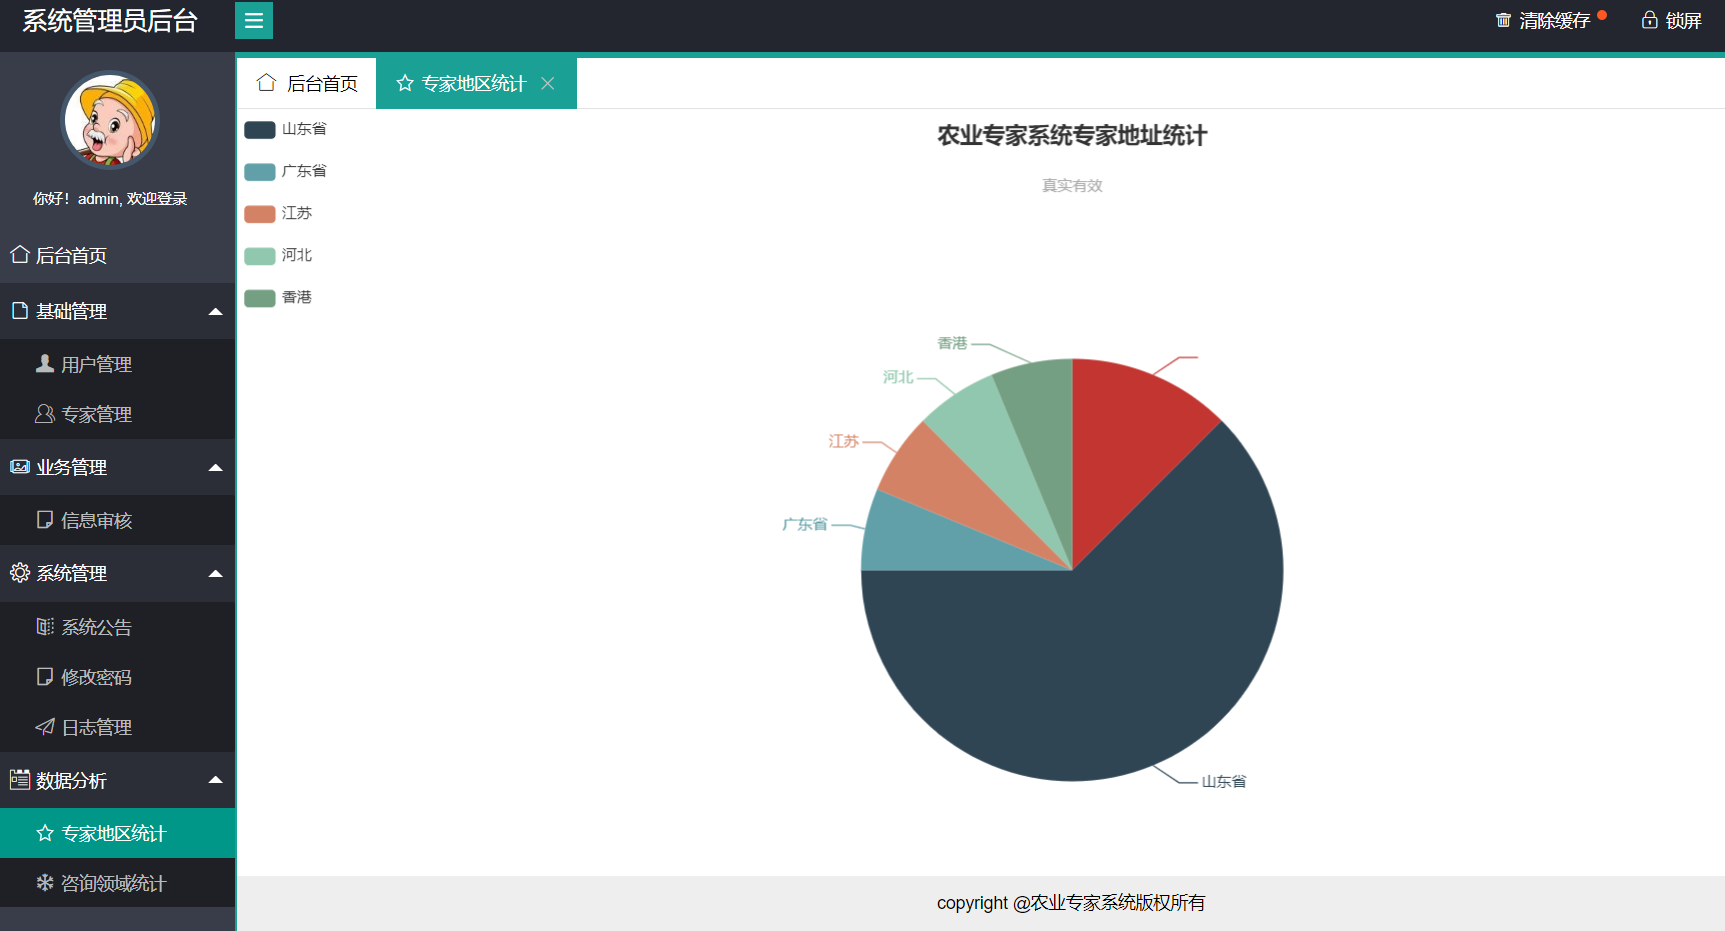 系统管理员后台
清除缓存
锁屏
你好！admin, 欢迎登录
后台首页
基础管理
用户管理
专家管理
业务管理
信息审核
系统管理
系统公告
修改密码
日志管理
数据分析
专家地区统计
咨询领域统计
后台首页
专家地区统计
山东省
广东省
江苏
河北
香港
农业专家系统专家地址统计
真实有效
香港
河北
江苏
广东省
山东省
copyright @农业专家系统版权所有